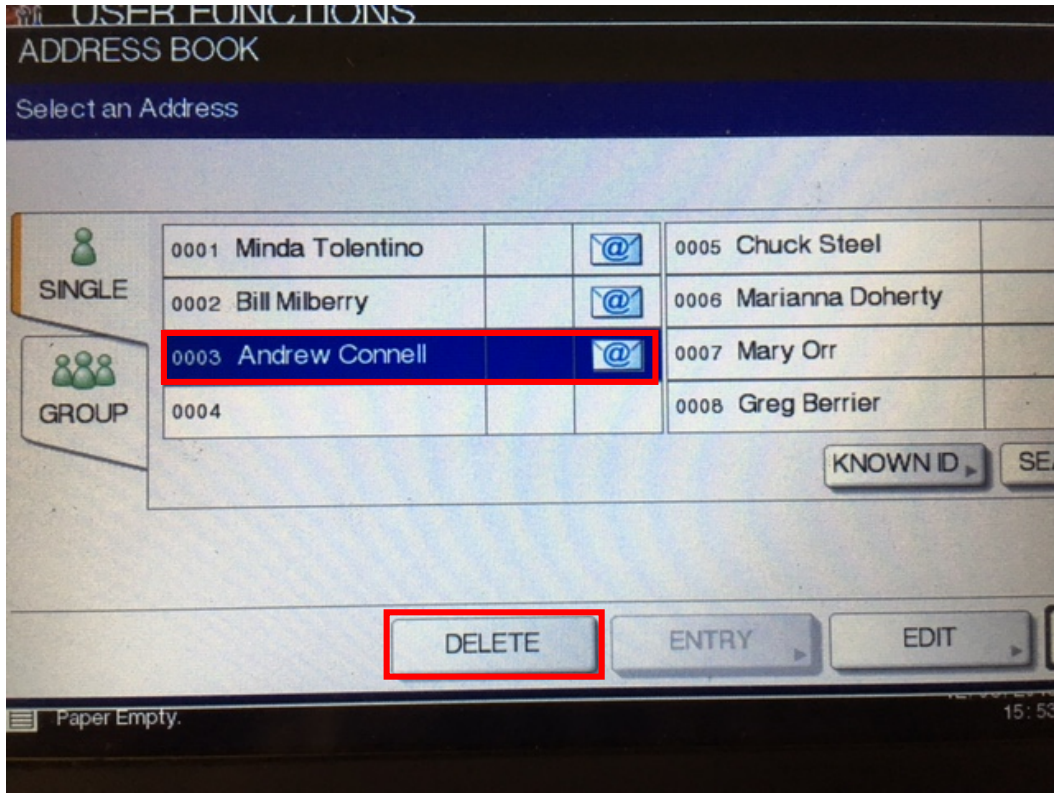 USER FUNCTIONS
ADDRESS BOOK
Select an Address
SINGLE
GROUP
0001 Minda Tolentino @
0002 Bill Milberry @
0003 Andrew Connell @
0004
0005 Chuck Steel
0006 Marianna Doherty
0007 Mary Orr
0008 Greg Berrier
KNOWN ID
DELETE
ENTRY
EDIT
Paper Empty.
15:53